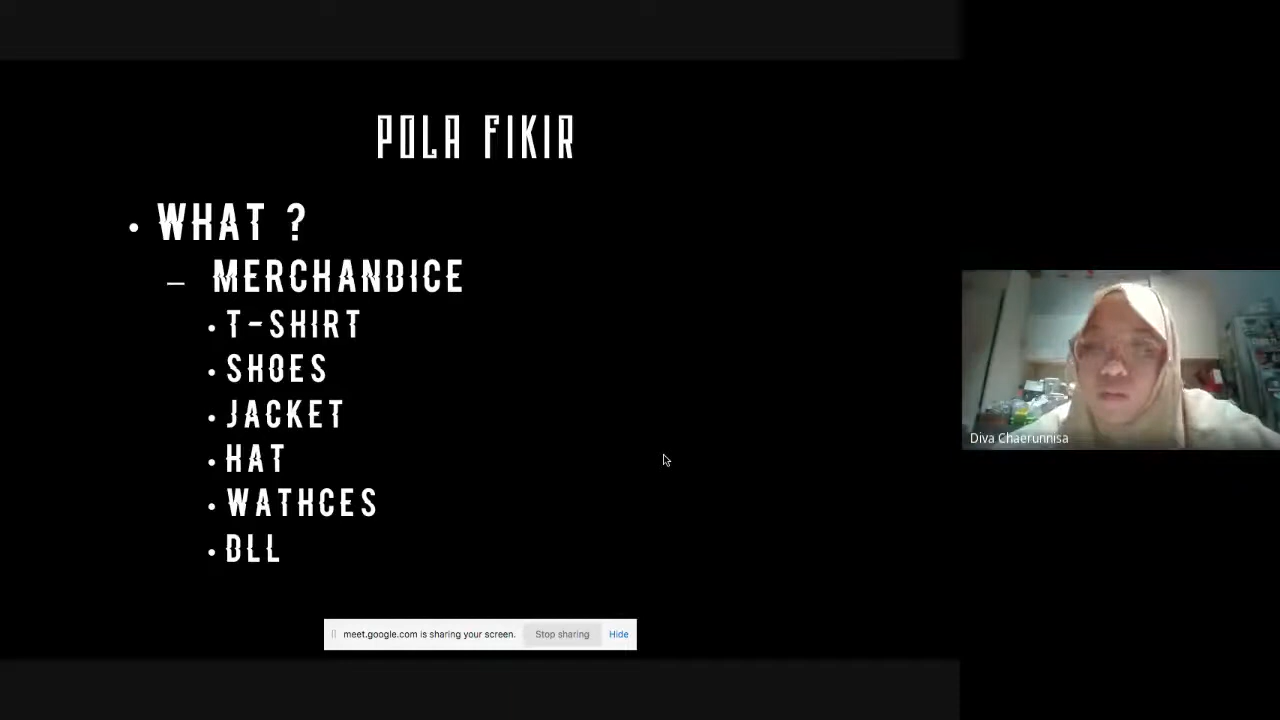 POLA FIKIR
• WHAT ?
– MERCHANDICE
• T-SHIRT
• SHOES
• JACKET
• HAT
• WATHCES
• DLL
Diva Chaerunnisa
meet.google.com is sharing your screen. Stop sharing Hide